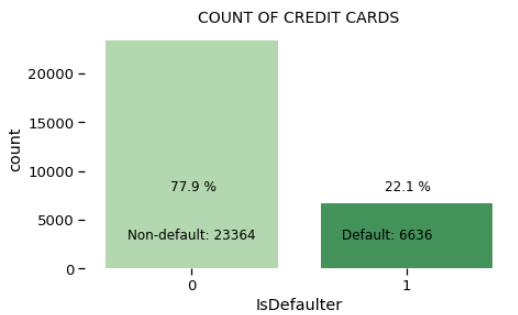 COUNT OF CREDIT CARDS
count
20000
15000
10000
5000
0
77.9 %
22.1 %
Non-default: 23364
Default: 6636
0
1
IsDefaulter